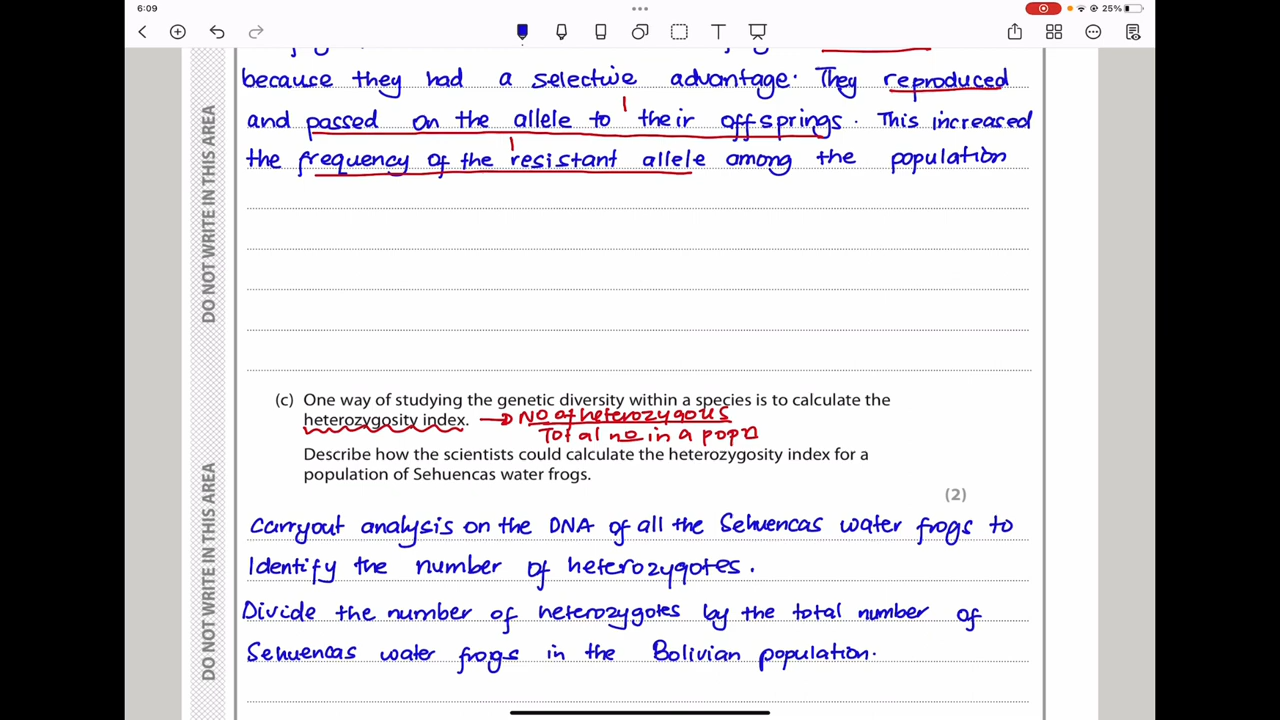 6:09
25%
because they had a selective advantage. They reproduced
and passed on the allele to their offsprings. This increased
the frequency of the resistant allele among the population
DO NOT WRITE IN THIS AREA
(c) One way of studying the genetic diversity within a species is to calculate the
heterozygosity index. → No of heterozygous
Total no in a popn
Describe how the scientists could calculate the heterozygosity index for a
population of Sehuencas water frogs.
(2)
Carryout analysis on the DNA of all the Sehuencas water frogs to
Identify the number of heterozygotes.
Divide the number of heterozygotes by the total number of
Sehuencas water frogs in the Bolivian population.
DO NOT WRITE IN THIS AREA